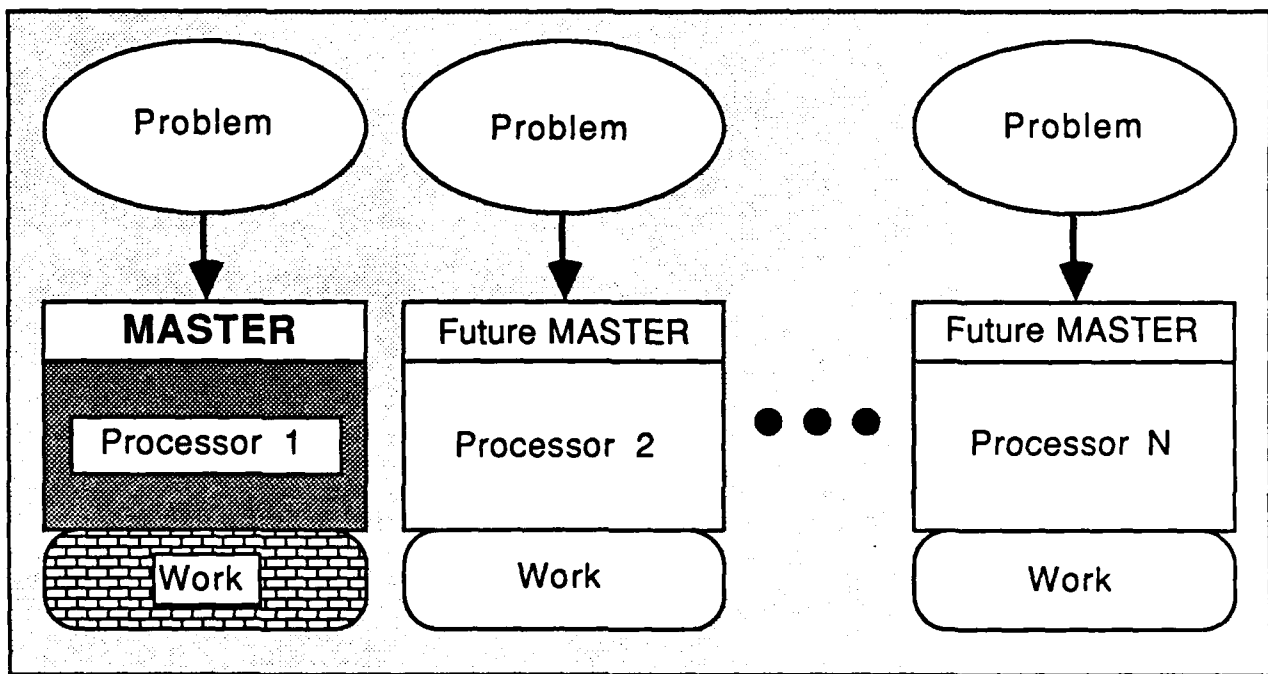 Problem
Problem
Problem
MASTER
Future MASTER
Future MASTER
Processor 1
Processor 2
Processor N
Work
Work
Work